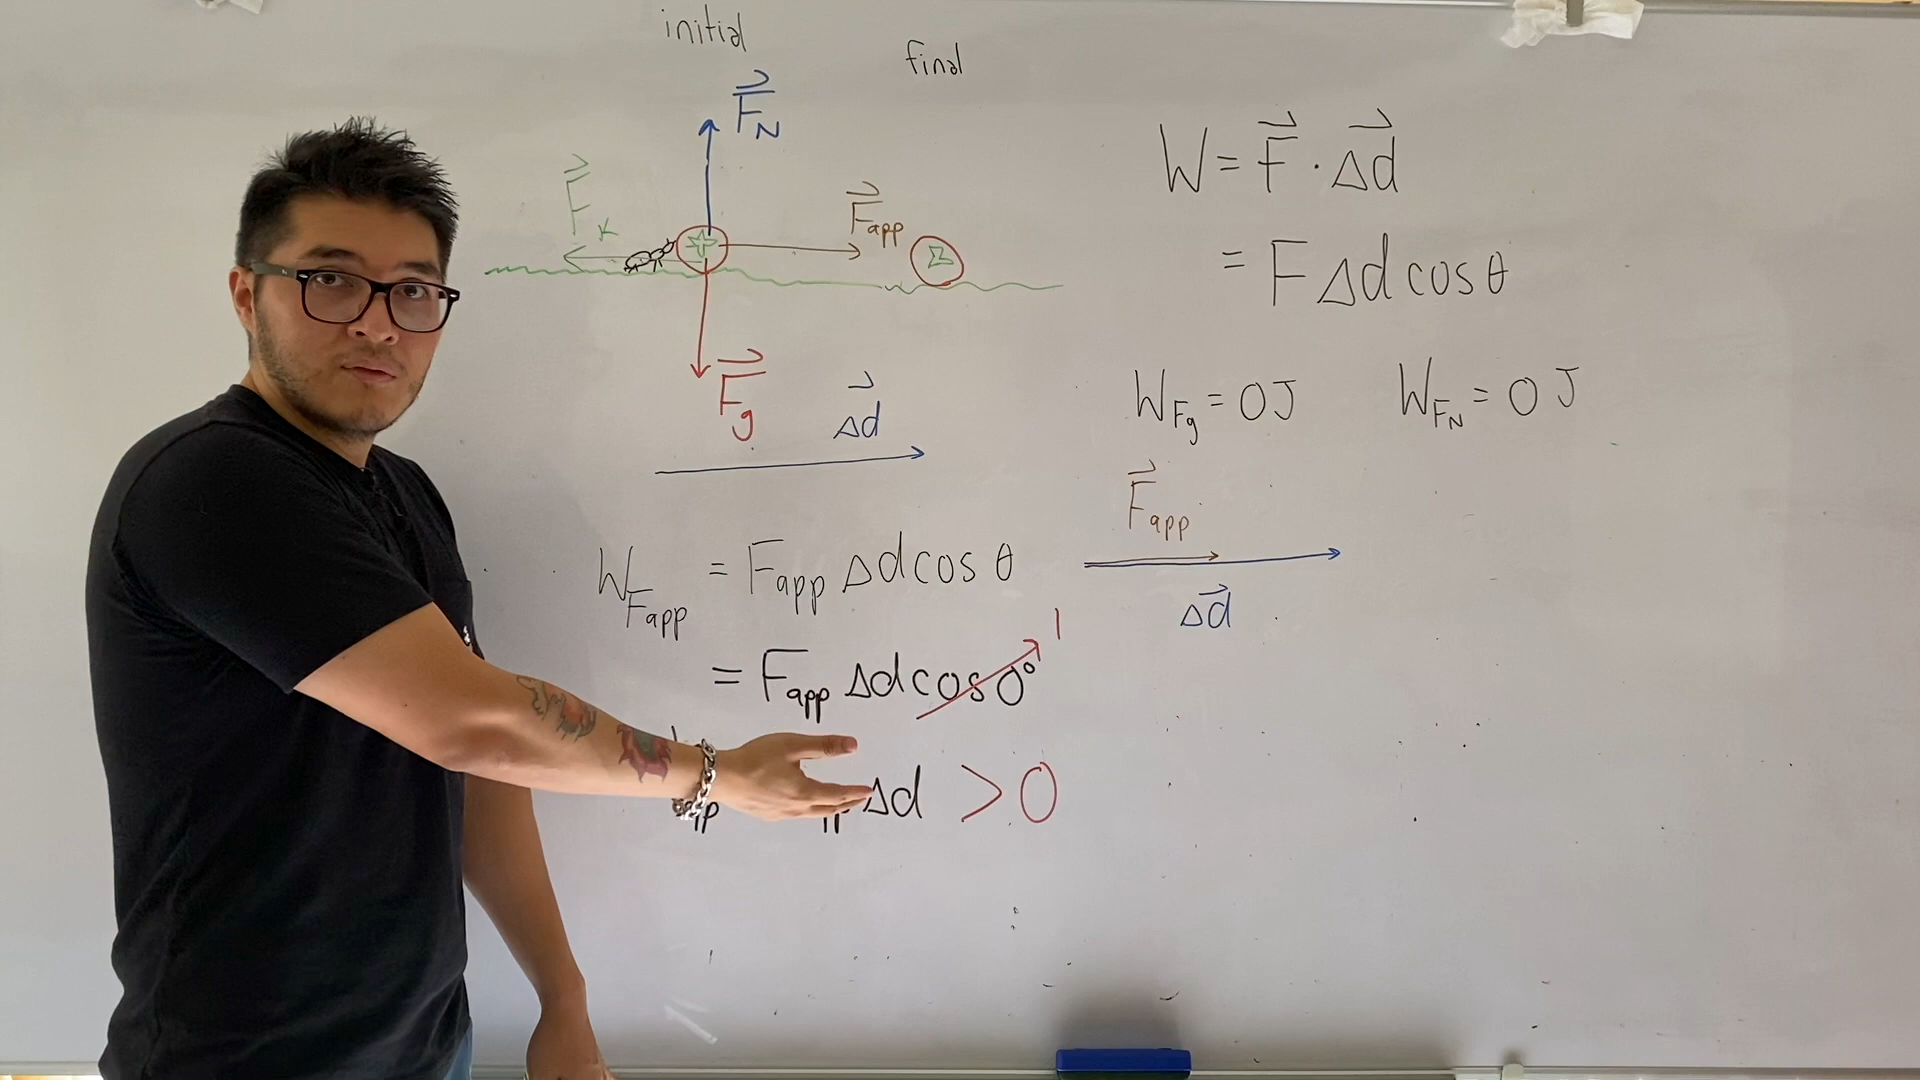 initial
final
F_N
F_K
F_app
F_g
Δd
W = F · Δd
= F Δd cos θ
W_Fg = 0 J
W_FN = 0 J
F_app
Δd
W_Fapp = F_app Δd cos θ
= F_app Δd cos 0° 1
Δd > 0